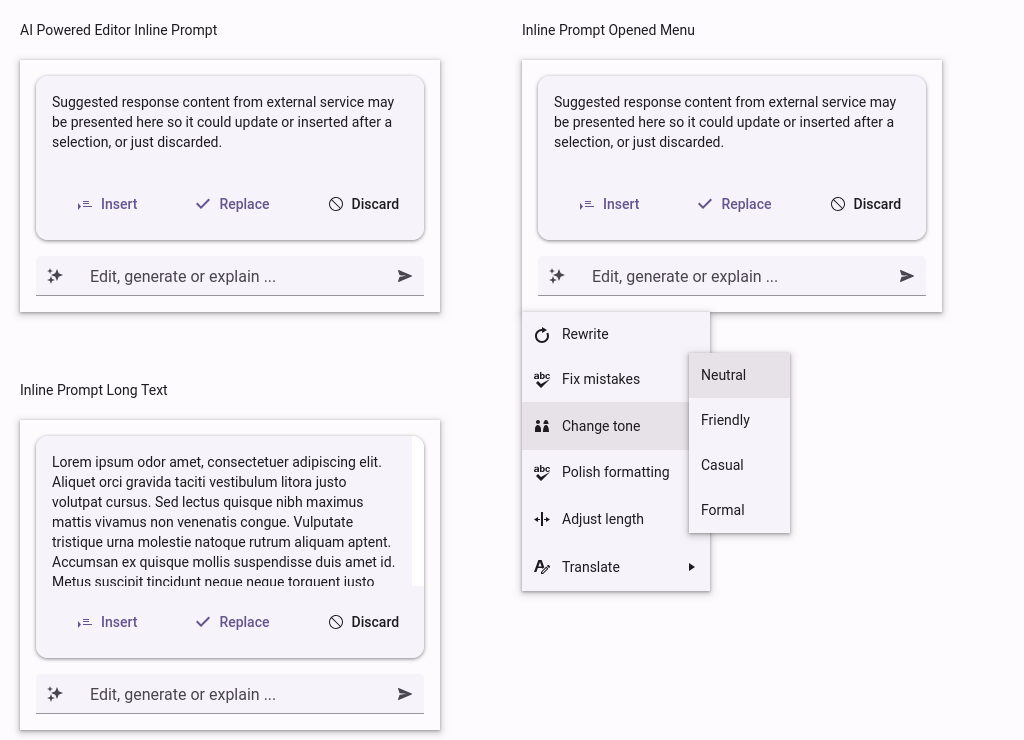 AI Powered Editor Inline Prompt
Suggested response content from external service may
be presented here so it could update or inserted after a
selection, or just discarded.
Insert
Replace
Discard
Edit, generate or explain ...
Inline Prompt Opened Menu
Suggested response content from external service may
be presented here so it could update or inserted after a
selection, or just discarded.
Insert
Replace
Discard
Edit, generate or explain ...
Rewrite
abc
Fix mistakes
Change tone
abc
Polish formatting
Adjust length
Translate
Neutral
Friendly
Casual
Formal
Inline Prompt Long Text
Lorem ipsum odor amet, consectetuer adipiscing elit.
Aliquet orci gravida taciti vestibulum litora justo
volutpat cursus. Sed lectus quisque nibh maximus
mattis vivamus non venenatis congue. Vulputate
tristique urna molestie natoque rutrum aliquam aptent.
Accumsan ex quisque mollis suspendisse duis amet id.
Metus suscipit tincidunt neque neque torquent justo
Insert
Replace
Discard
Edit, generate or explain ...